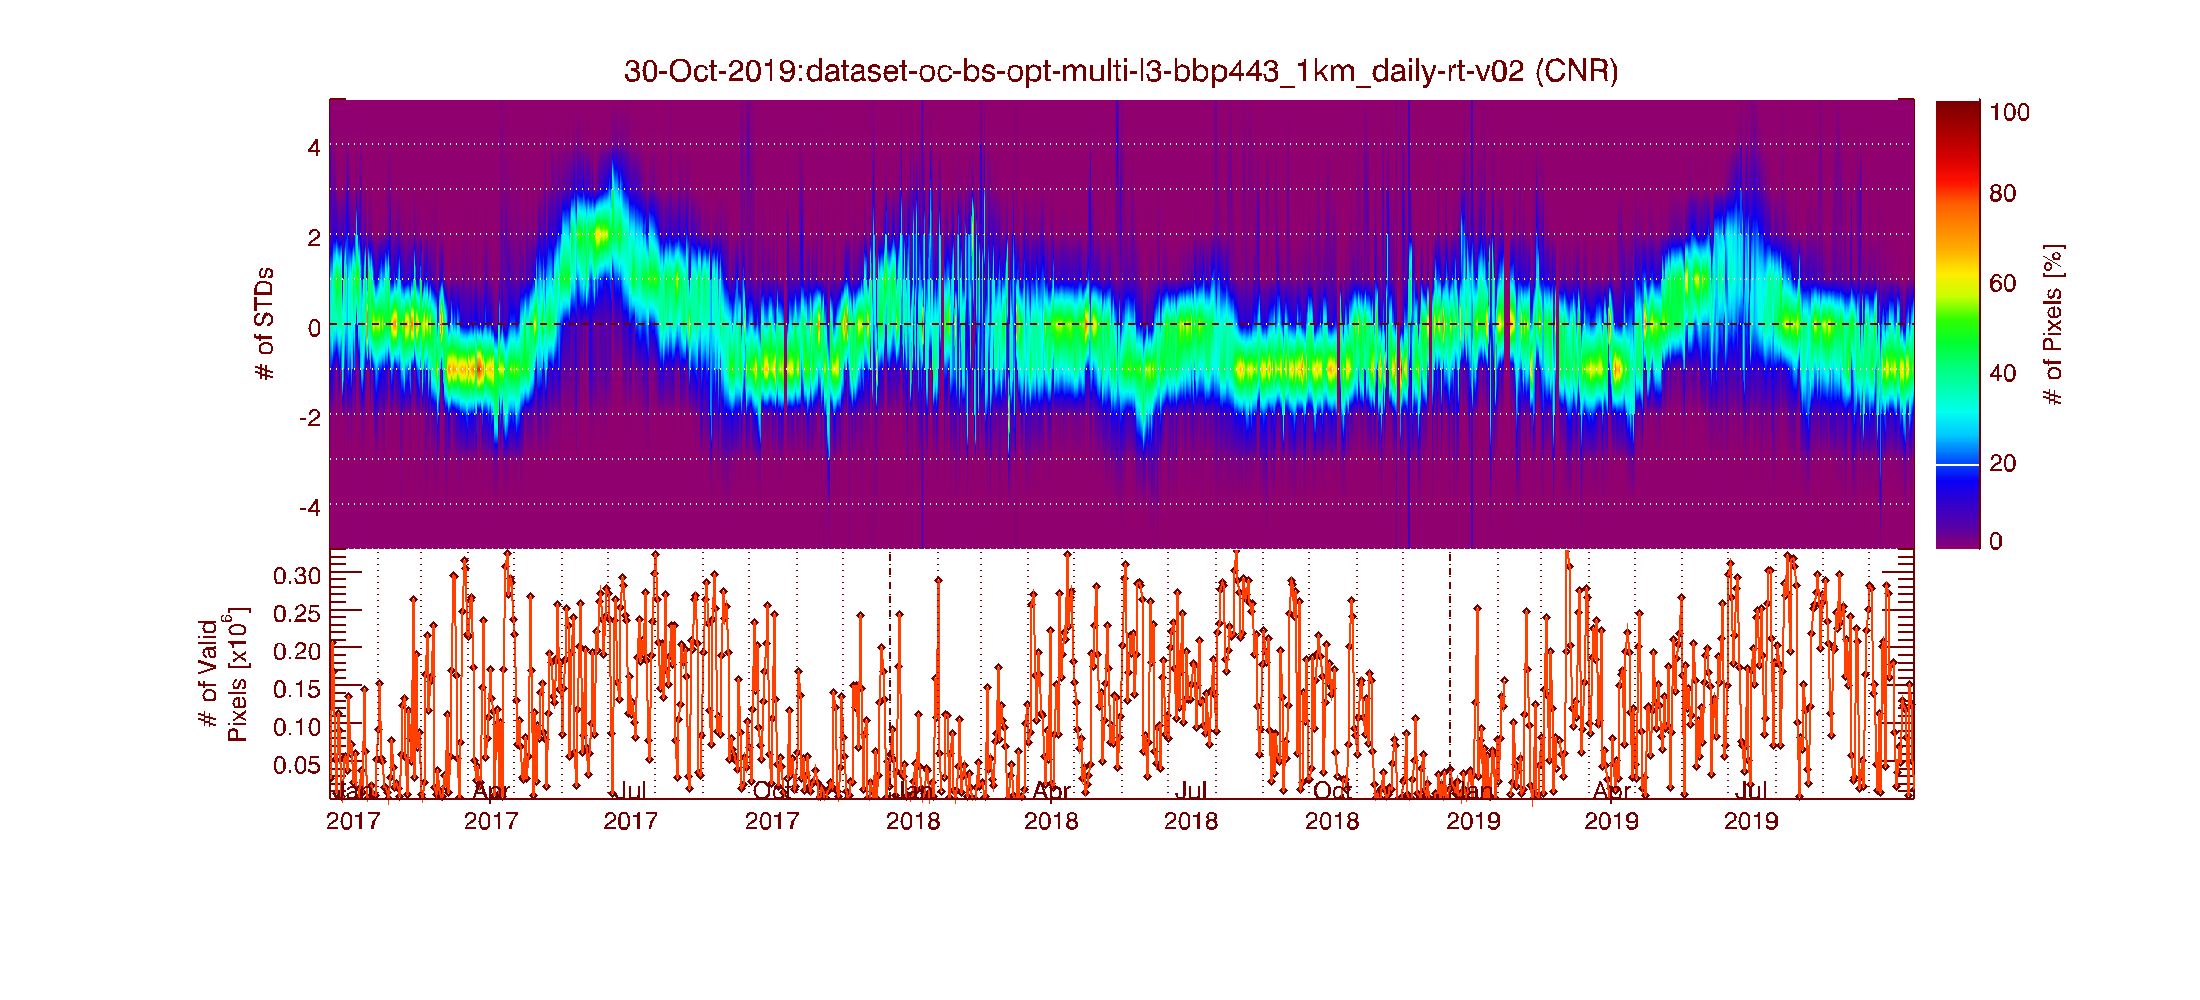 30-Oct-2019:dataset-oc-bs-opt-multi-l3-bbp443_1km_daily-rt-v02 (CNR)
# of STDs
4
2
0
-2
-4
100
80
60
40
20
0
# of Pixels [%]
# of Valid
Pixels [x10^6]
0.30
0.25
0.20
0.15
0.10
0.05
Jan Apr Jul Oct Jan Apr Jul Oct Jan Apr Jul
2017 2017 2017 2017 2018 2018 2018 2018 2019 2019 2019